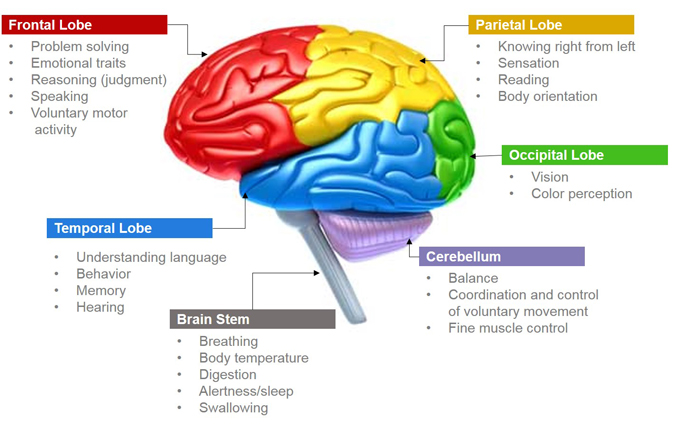 Frontal Lobe
• Problem solving
• Emotional traits
• Reasoning (judgment)
• Speaking
• Voluntary motor
activity
Parietal Lobe
• Knowing right from left
• Sensation
• Reading
• Body orientation
Occipital Lobe
• Vision
• Color perception
Temporal Lobe
• Understanding language
• Behavior
• Memory
• Hearing
Cerebellum
• Balance
• Coordination and control
of voluntary movement
• Fine muscle control
Brain Stem
• Breathing
• Body temperature
• Digestion
• Alertness/sleep
• Swallowing